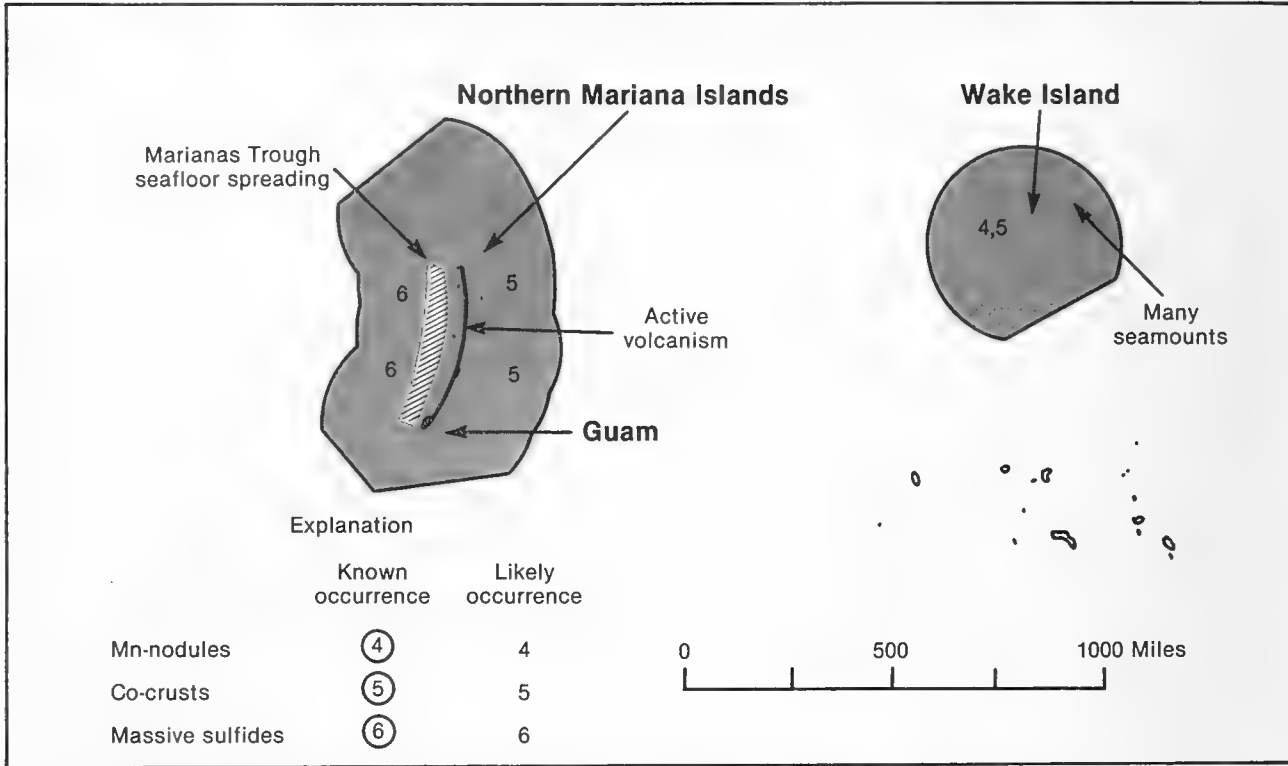 Northern Mariana Islands
Wake Island
Marianas Trough
seafloor spreading
4,5
6
5
Active
volcanism
Many
seamounts
6
5
Guam
Explanation
Known
occurrence
Likely
occurrence
Mn-nodules 4 4
Co-crusts 5 5
Massive sulfides 6 6
0 500 1000 Miles